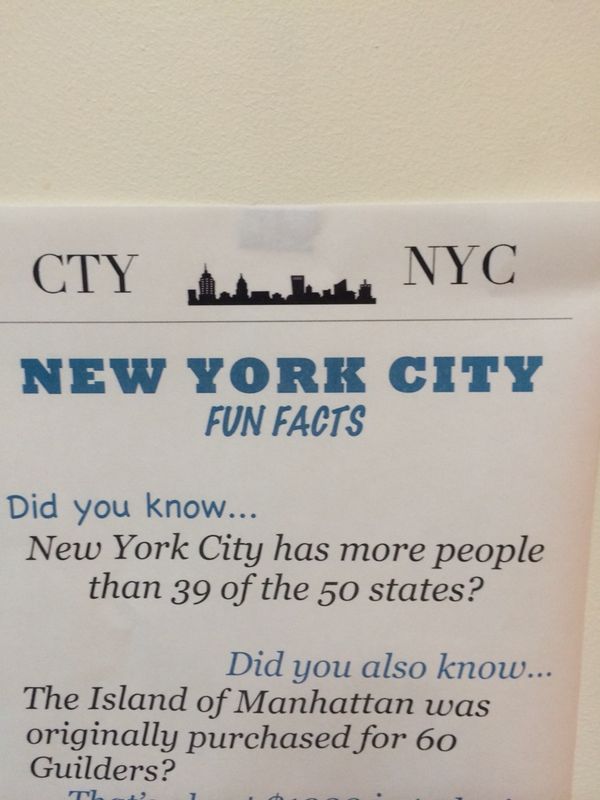 CTY NYC
NEW YORK CITY
FUN FACTS
Did you know...
New York City has more people
than 39 of the 50 states?
Did you also know...
The Island of Manhattan was
originally purchased for 60
Guilders?
That's